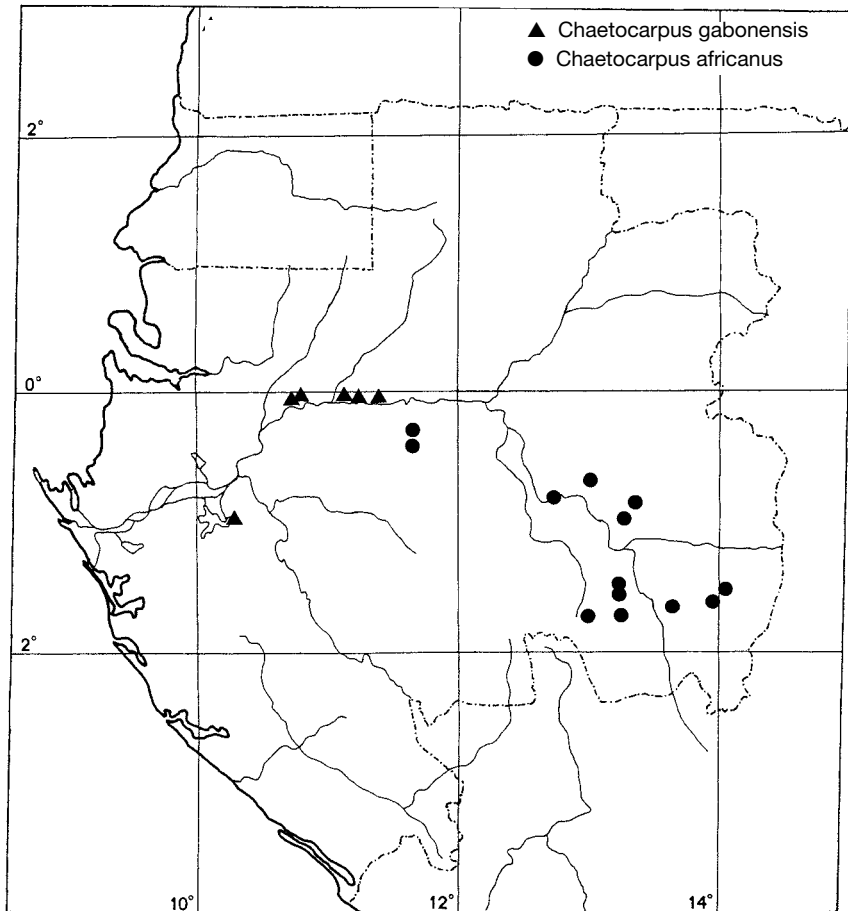 ▲ Chaetocarpus gabonensis
● Chaetocarpus africanus
2°
0°
2°
10° 12° 14°